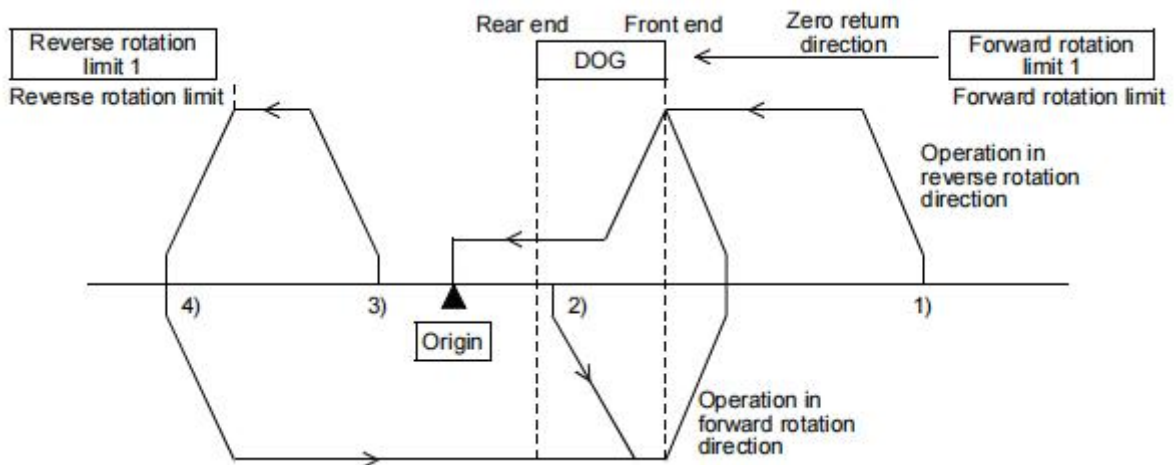 Rear end
Front end
Zero return
direction
Reverse rotation
limit 1
DOG
Forward rotation
limit 1
Reverse rotation limit
Forward rotation limit
Operation in
reverse rotation
direction
4)
3)
2)
1)
Origin
Operation in
forward rotation
direction